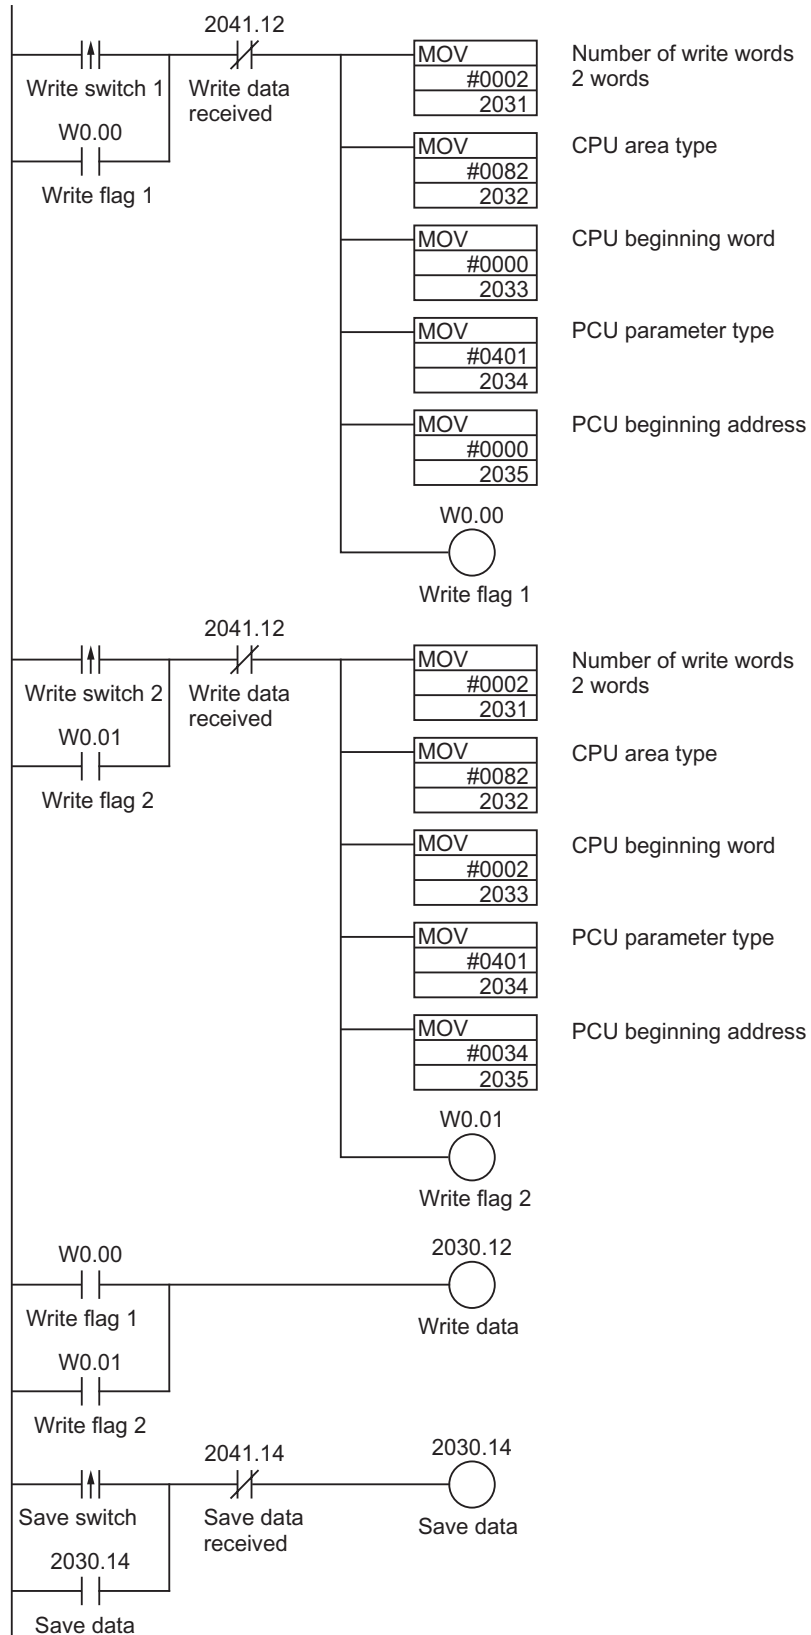 2041.12
MOV
Number of write words
#0002
2 words
Write switch 1
Write data
2031
received
W0.00
MOV
CPU area type
#0082
Write flag 1
2032
MOV
CPU beginning word
#0000
2033
MOV
PCU parameter type
#0401
2034
MOV
PCU beginning address
#0000
2035
W0.00
Write flag 1
2041.12
MOV
Number of write words
#0002
2 words
Write switch 2
Write data
2031
received
W0.01
MOV
CPU area type
#0082
Write flag 2
2032
MOV
CPU beginning word
#0002
2033
MOV
PCU parameter type
#0401
2034
MOV
PCU beginning address
#0034
2035
W0.01
Write flag 2
W0.00
2030.12
Write flag 1
Write data
W0.01
Write flag 2
2041.14
2030.14
Save switch
Save data
received
Save data
2030.14
Save data